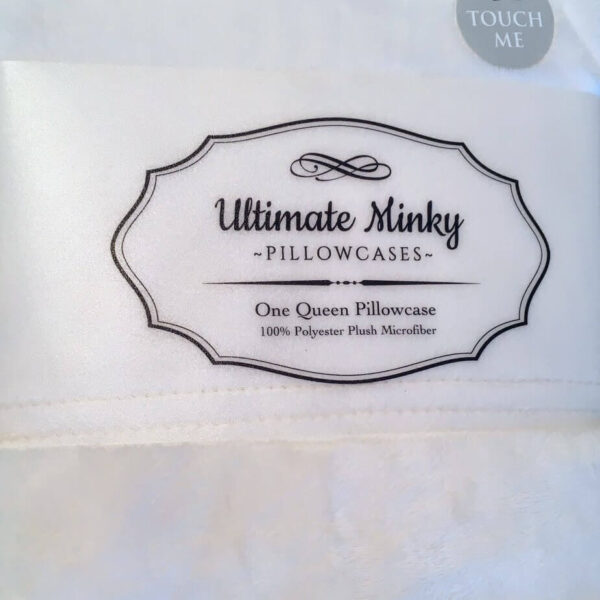 TOUCH
ME
Ultimate Minky
~PILLOWCASES~
One Queen Pillowcase
100% Polyester Plush Microfiber